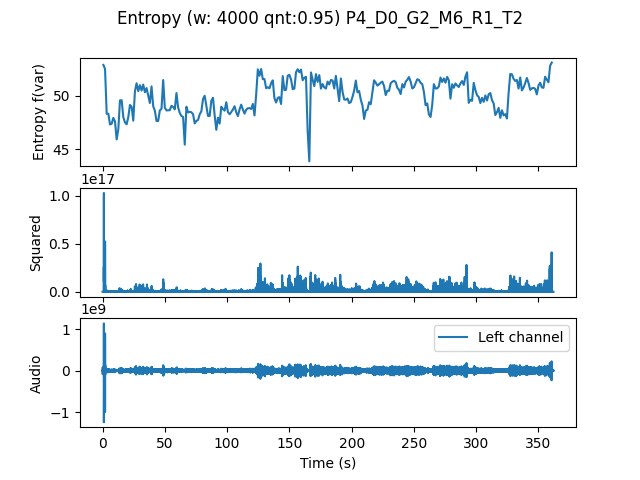 Entropy (w: 4000 qnt:0.95) P4_D0_G2_M6_R1_T2
Entropy f(var)
50
45
1e17
Squared
1.0
0.5
0.0
1e9
Audio
1
0
−1
Left channel
0 50 100 150 200 250 300 350
Time (s)